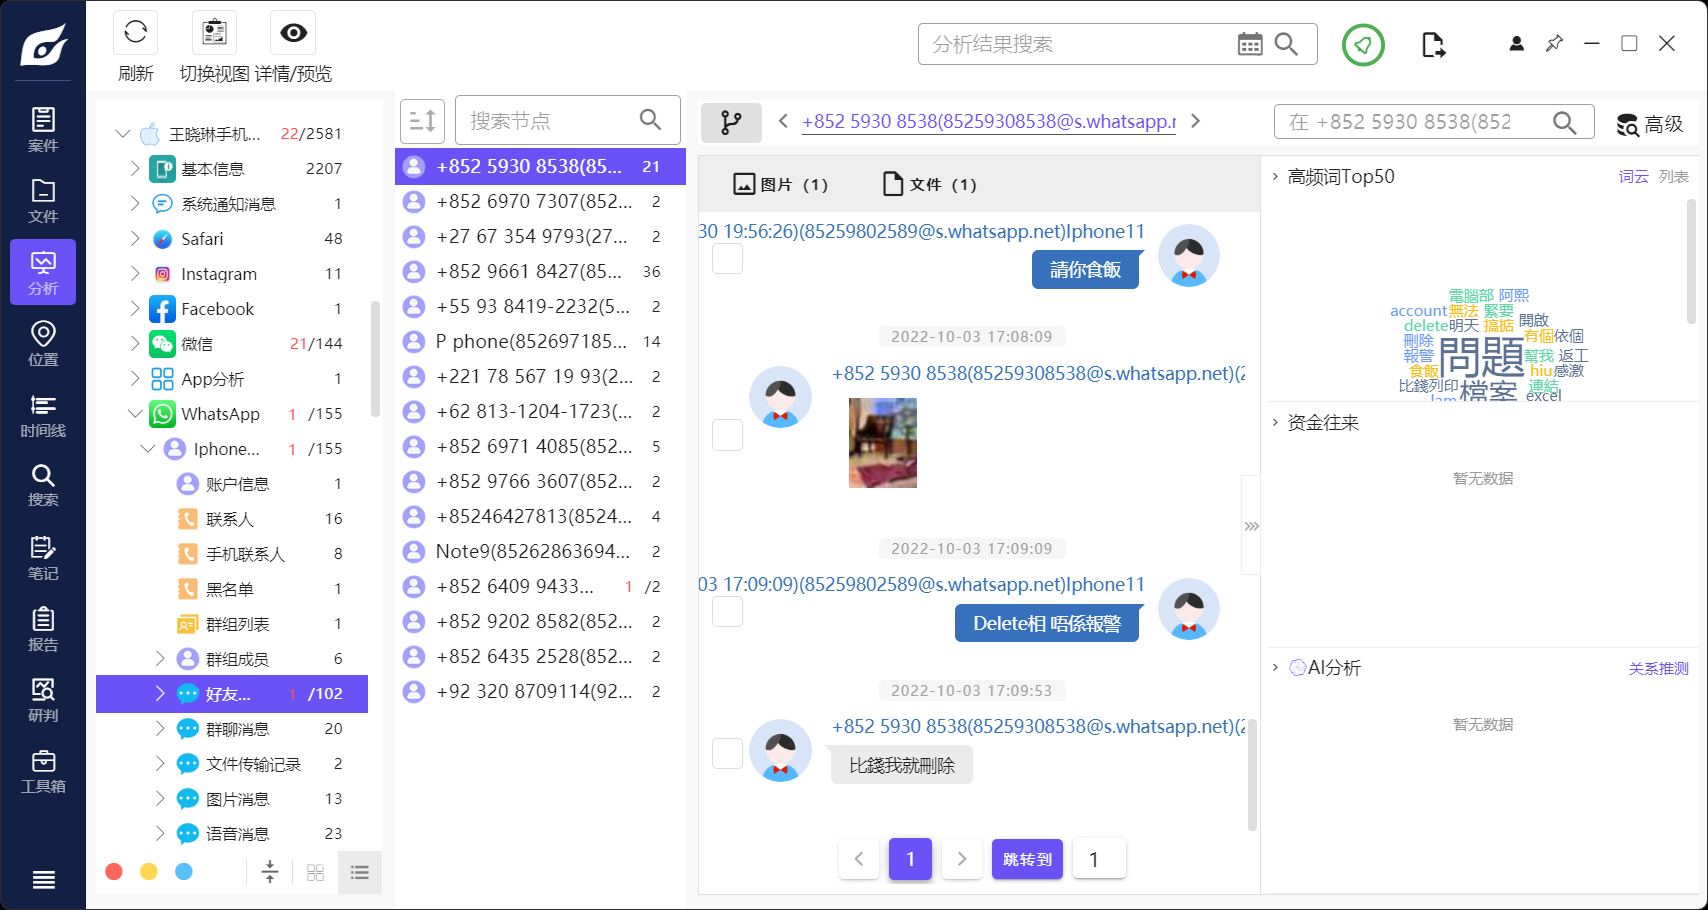 刷新
切换视图
详情/预览
分析结果搜索
案件
文件
分析
位置
时间线
搜索
笔记
报告
研判
工具箱
王晓琳手机... 22/2581
基本信息 2207
系统通知消息 1
Safari 48
Instagram 11
Facebook 1
微信 21/144
App分析 1
WhatsApp 1 /155
Iphone... 1 /155
账户信息 1
联系人 16
手机联系人 8
黑名单 1
群组列表 1
群组成员 6
好友... 1 /102
群聊消息 20
文件传输记录 2
图片消息 13
语音消息 23
搜索节点
+852 5930 8538(85... 21
+852 6970 7307(852... 2
+27 67 354 9793(27... 2
+852 9661 8427(85... 36
+55 93 8419-2232(5... 2
P phone(852697185... 14
+221 78 567 19 93(2... 2
+62 813-1204-1723(... 2
+852 6971 4085(852... 5
+852 9766 3607(852... 2
+85246427813(8524... 4
Note9(85262863694... 2
+852 6409 9433... 1 /2
+852 9202 8582(852... 2
+852 6435 2528(852... 2
+92 320 8709114(92... 2
+852 5930 8538(85259308538@s.whatsapp.r
在 +852 5930 8538(852
高级
图片 (1)
文件 (1)
30 19:56:26)(85259802589@s.whatsapp.net)Iphone11
請你食飯
2022-10-03 17:08:09
+852 5930 8538(85259308538@s.whatsapp.net)(2
2022-10-03 17:09:09
03 17:09:09)(85259802589@s.whatsapp.net)Iphone11
Delete相 唔係報警
2022-10-03 17:09:53
+852 5930 8538(85259308538@s.whatsapp.net)(2
比錢我就刪除
1
跳转到
1
高频词Top50
词云 列表
電腦部 阿熙
account 無法 緊要
delete 明天 搞掂 開啟
刪除 問題 有個 依個
報警 幫我 返工
食飯 hiu 感激
比錢 列印 檔案 連結
Iam excel
资金往来
暂无数据
AI分析
关系推测
暂无数据